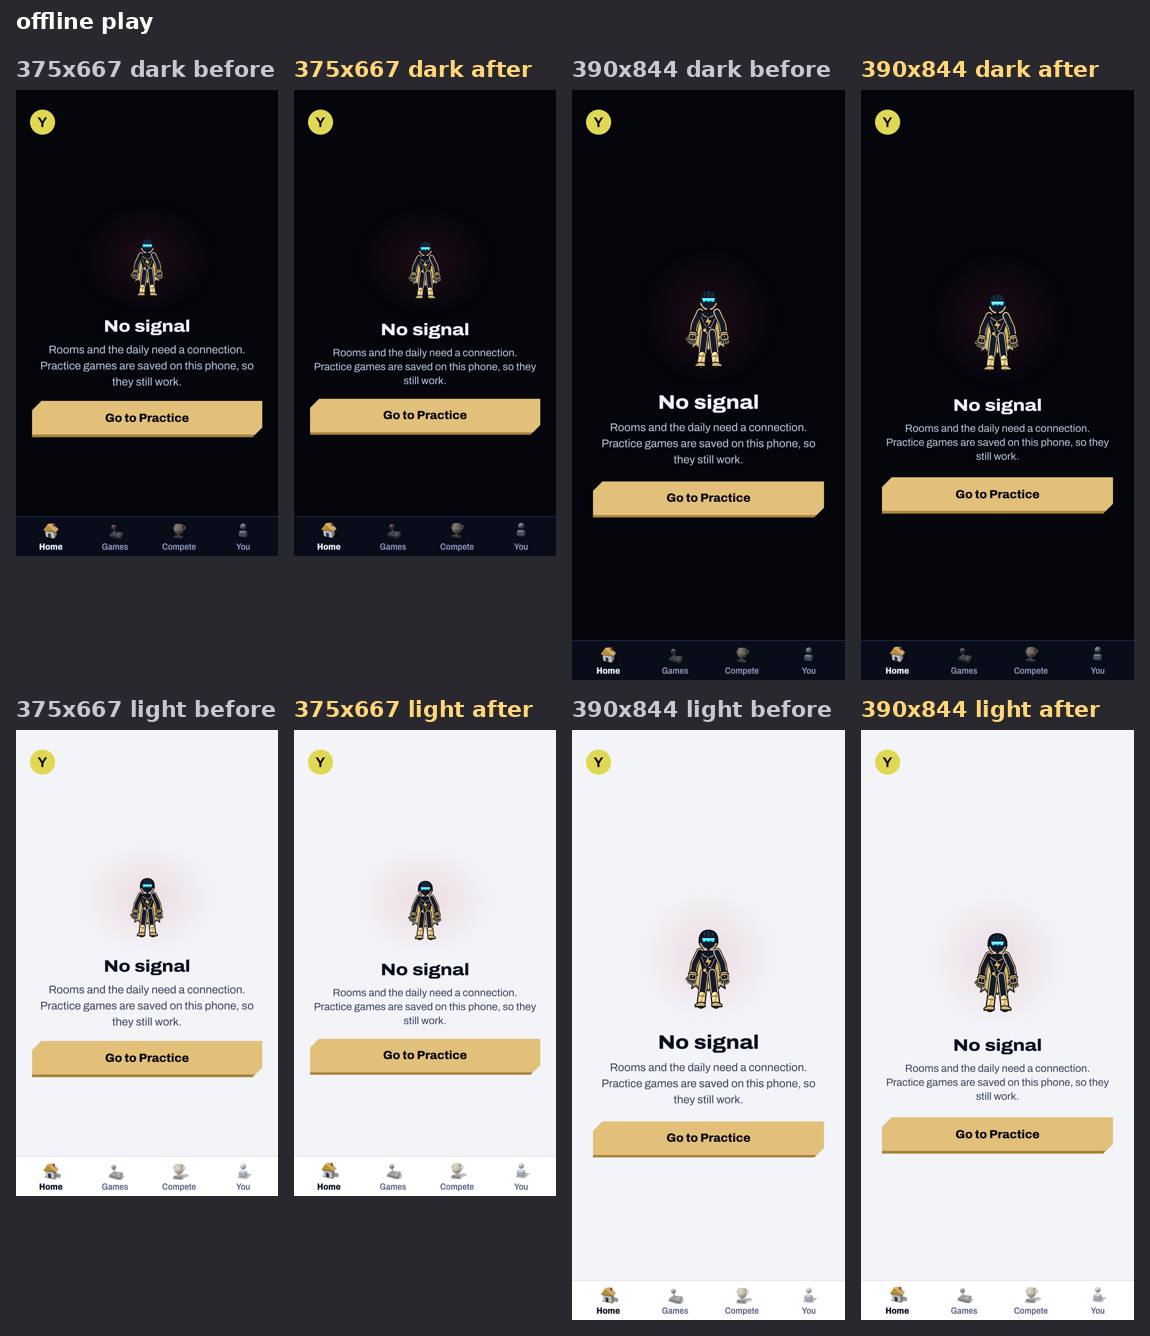 offline play
375x667 dark before
Y
No signal
Rooms and the daily need a connection.
Practice games are saved on this phone, so
they still work.
Go to Practice
Home Games Compete You
375x667 dark after
Y
No signal
Rooms and the daily need a connection.
Practice games are saved on this phone, so they
still work.
Go to Practice
Home Games Compete You
390x844 dark before
Y
No signal
Rooms and the daily need a connection.
Practice games are saved on this phone, so
they still work.
Go to Practice
Home Games Compete You
390x844 dark after
Y
No signal
Rooms and the daily need a connection.
Practice games are saved on this phone, so they
still work.
Go to Practice
Home Games Compete You
375x667 light before
Y
No signal
Rooms and the daily need a connection.
Practice games are saved on this phone, so
they still work.
Go to Practice
Home Games Compete You
375x667 light after
Y
No signal
Rooms and the daily need a connection.
Practice games are saved on this phone, so they
still work.
Go to Practice
Home Games Compete You
390x844 light before
Y
No signal
Rooms and the daily need a connection.
Practice games are saved on this phone, so
they still work.
Go to Practice
Home Games Compete You
390x844 light after
Y
No signal
Rooms and the daily need a connection.
Practice games are saved on this phone, so they
still work.
Go to Practice
Home Games Compete You